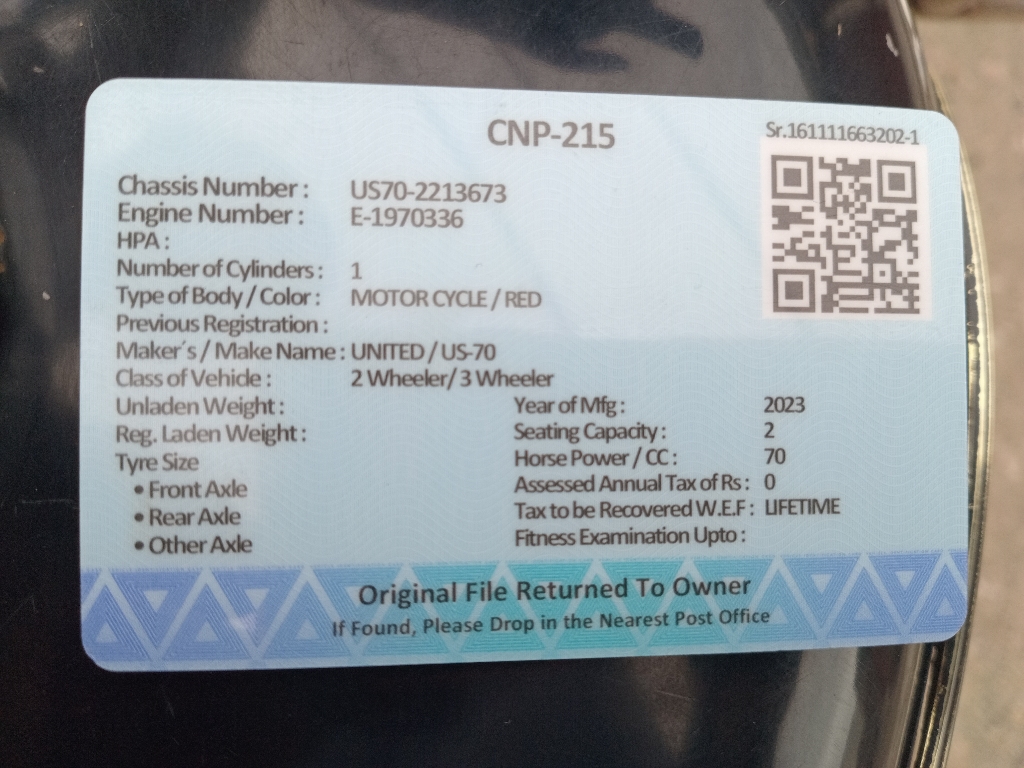 CNP-215
Sr.161111663202-1
Chassis Number : US70-2213673
Engine Number : E-1970336
HPA :
Number of Cylinders : 1
Type of Body / Color : MOTOR CYCLE / RED
Previous Registration :
Maker´s / Make Name : UNITED / US-70
Class of Vehicle : 2 Wheeler/ 3 Wheeler
Unladen Weight : Year of Mfg : 2023
Reg. Laden Weight : Seating Capacity : 2
Tyre Size Horse Power / CC : 70
• Front Axle Assessed Annual Tax of Rs : 0
• Rear Axle Tax to be Recovered W.E.F : LIFETIME
• Other Axle Fitness Examination Upto :
Original File Returned To Owner
If Found, Please Drop in the Nearest Post Office